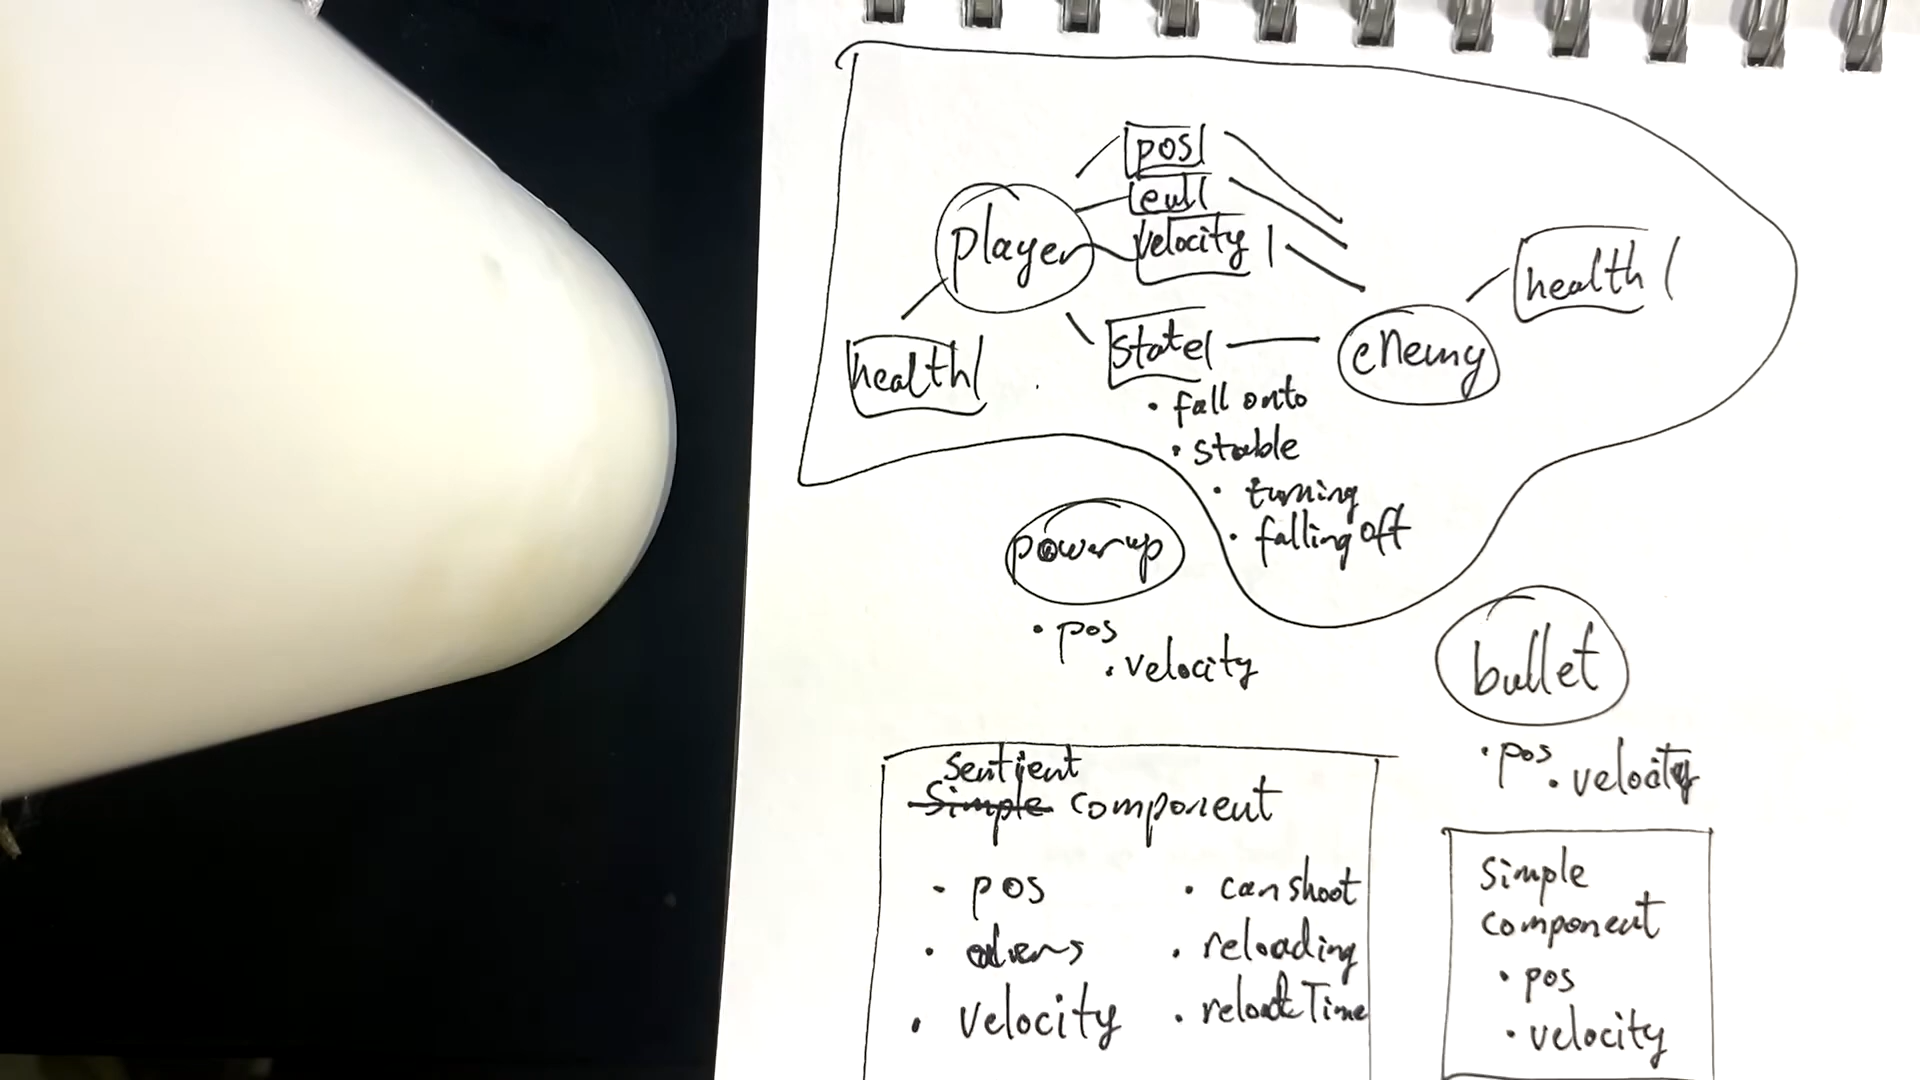 pos
eul
velocity
player
health
health
state
enemy
• fall onto
• stable
• turning
• falling off
powerup
• pos
• velocity
bullet
• pos
• velocity
Sentient
Simple component
- pos
•
• velocity
• can shoot
• reloading
• reloadTime
Simple
component
• pos
• velocity